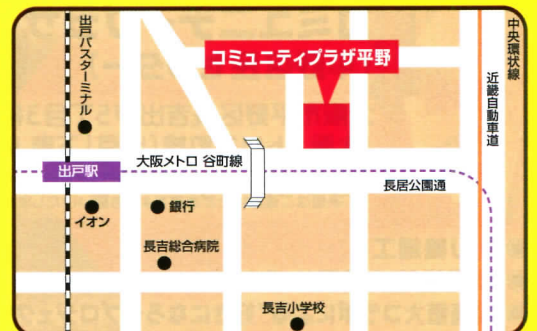 出戸バスターミナル
コミュニティプラザ平野
中央環状線
近畿自動車道
大阪メトロ 谷町線
出戸駅
長居公園通
イオン
銀行
長吉総合病院
長吉小学校